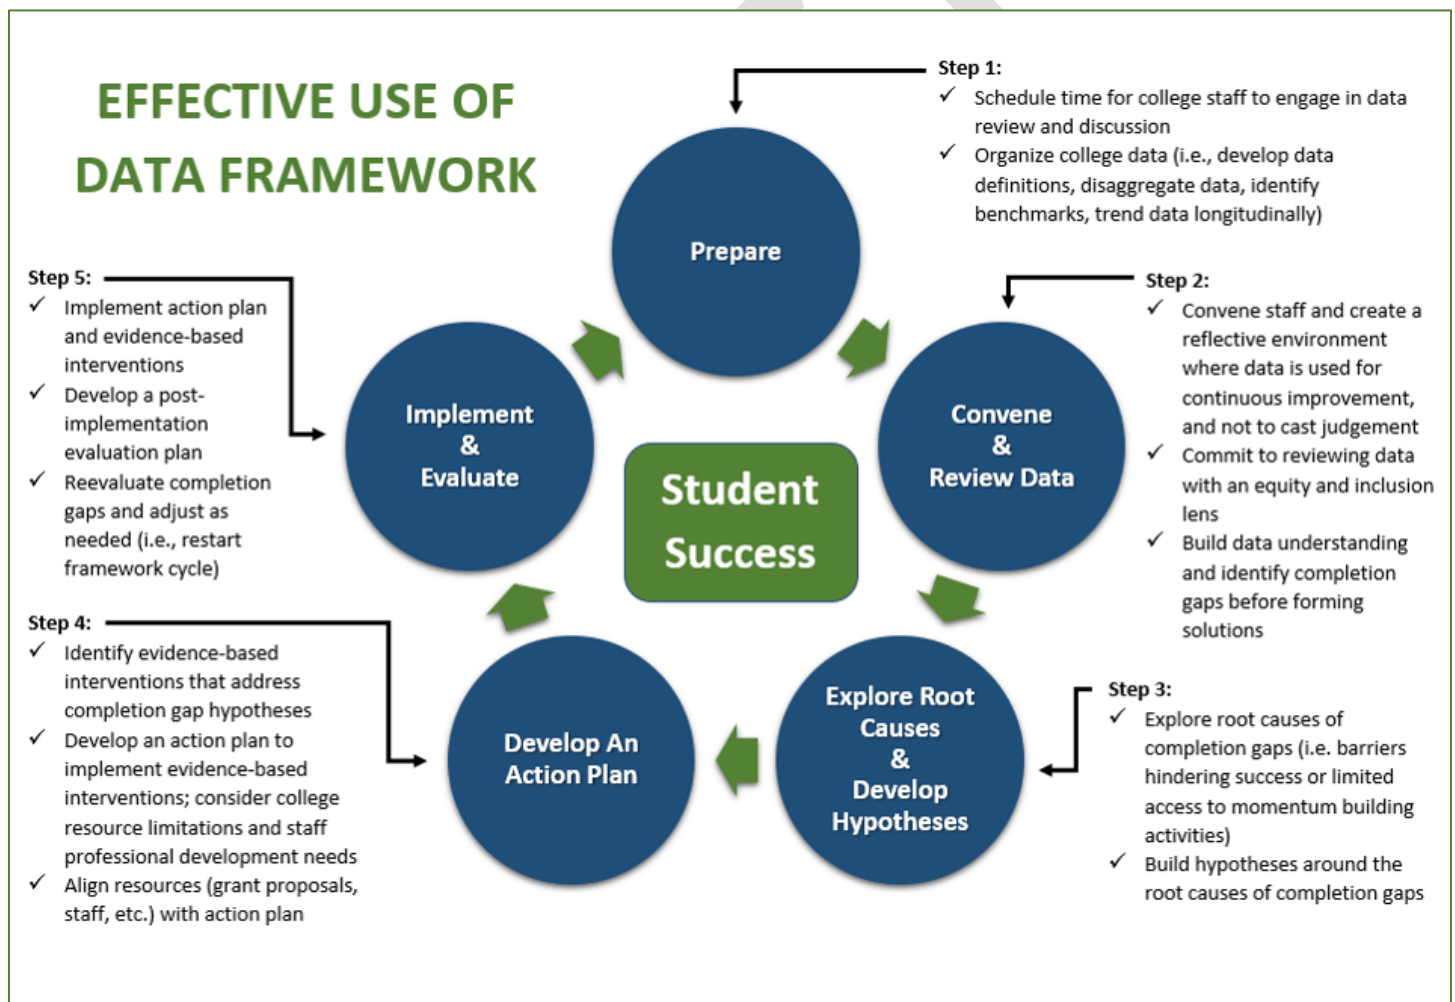 EFFECTIVE USE OF
DATA FRAMEWORK
Step 1:
✓ Schedule time for college staff to engage in data
review and discussion
✓ Organize college data (i.e., develop data
definitions, disaggregate data, identify
benchmarks, trend data longitudinally)
Prepare
Step 2:
✓ Convene staff and create a
reflective environment
where data is used for
continuous improvement,
and not to cast judgement
✓ Commit to reviewing data
with an equity and inclusion
lens
✓ Build data understanding
and identify completion
gaps before forming
solutions
Convene
&
Review Data
Step 3:
✓ Explore root causes of
completion gaps (i.e. barriers
hindering success or limited
access to momentum building
activities)
✓ Build hypotheses around the
root causes of completion gaps
Explore Root
Causes
&
Develop
Hypotheses
Step 4:
✓ Identify evidence-based
interventions that address
completion gap hypotheses
✓ Develop an action plan to
implement evidence-based
interventions; consider college
resource limitations and staff
professional development needs
✓ Align resources (grant proposals,
staff, etc.) with action plan
Develop An
Action Plan
Step 5:
✓ Implement action plan
and evidence-based
interventions
✓ Develop a post-
implementation
evaluation plan
✓ Reevaluate completion
gaps and adjust as
needed (i.e., restart
framework cycle)
Implement
&
Evaluate
Student
Success